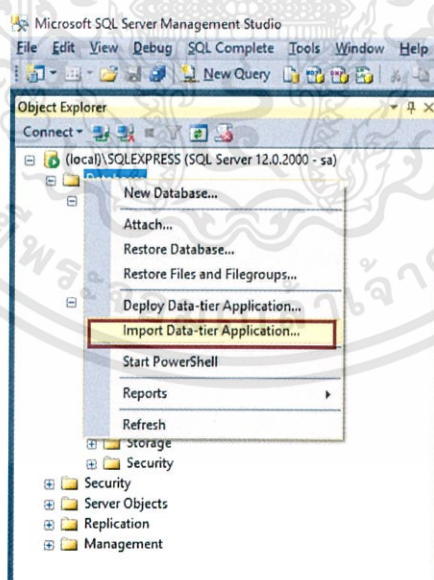 Microsoft SQL Server Management Studio
File Edit View Debug SQL Complete Tools Window Help
New Query
Object Explorer
Connect
(local)\SQLEXPRESS (SQL Server 12.0.2000 - sa)
New Database...
Attach...
Restore Database...
Restore Files and Filegroups...
Deploy Data-tier Application...
Import Data-tier Application...
Start PowerShell
Reports
Refresh
Storage
Security
Security
Server Objects
Replication
Management